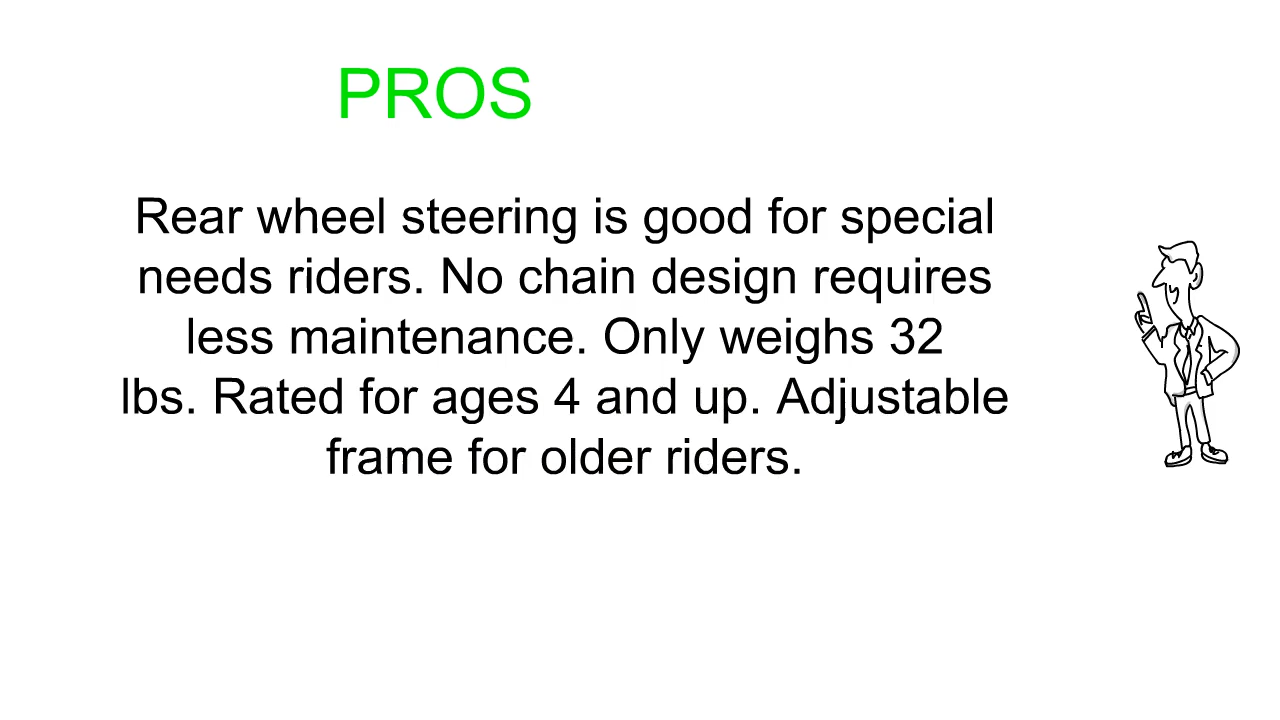 PROS
Rear wheel steering is good for special
needs riders. No chain design requires
less maintenance. Only weighs 32
lbs. Rated for ages 4 and up. Adjustable
frame for older riders.